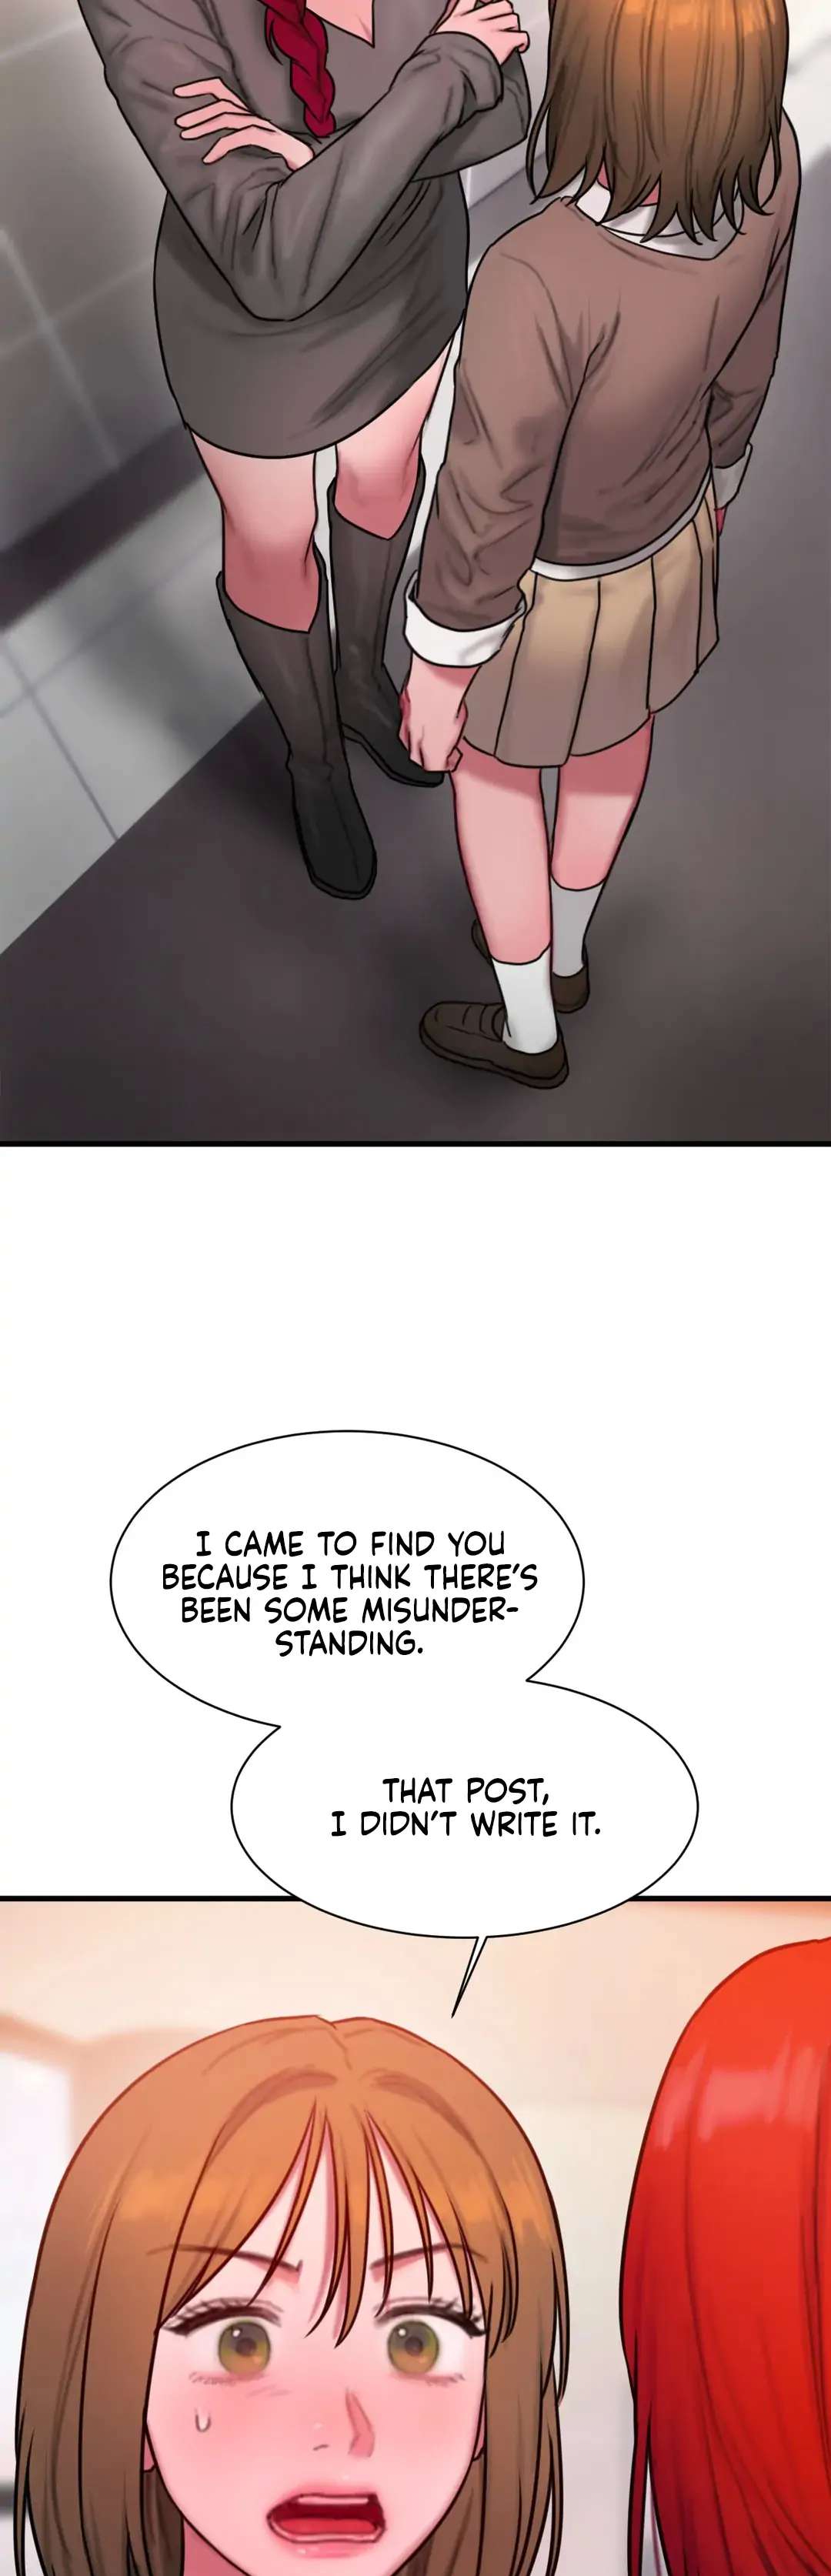 I CAME TO FIND YOU
BECAUSE I THINK THERE'S
BEEN SOME MISUNDER-
STANDING.
THAT POST,
I DIDN'T WRITE IT.